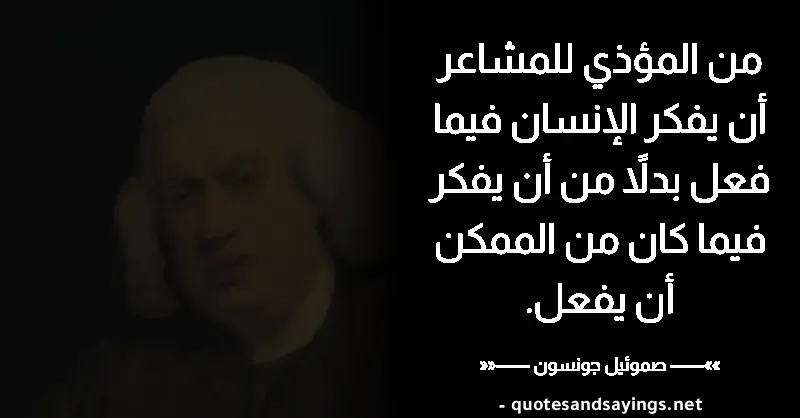 من المؤذي للمشاعر
أن يفكر الإنسان فيما
فعل بدلًا من أن يفكر
فيما كان من الممكن
أن يفعل.
»»—— صموئيل جونسون ——««
- quotesandsayings.net